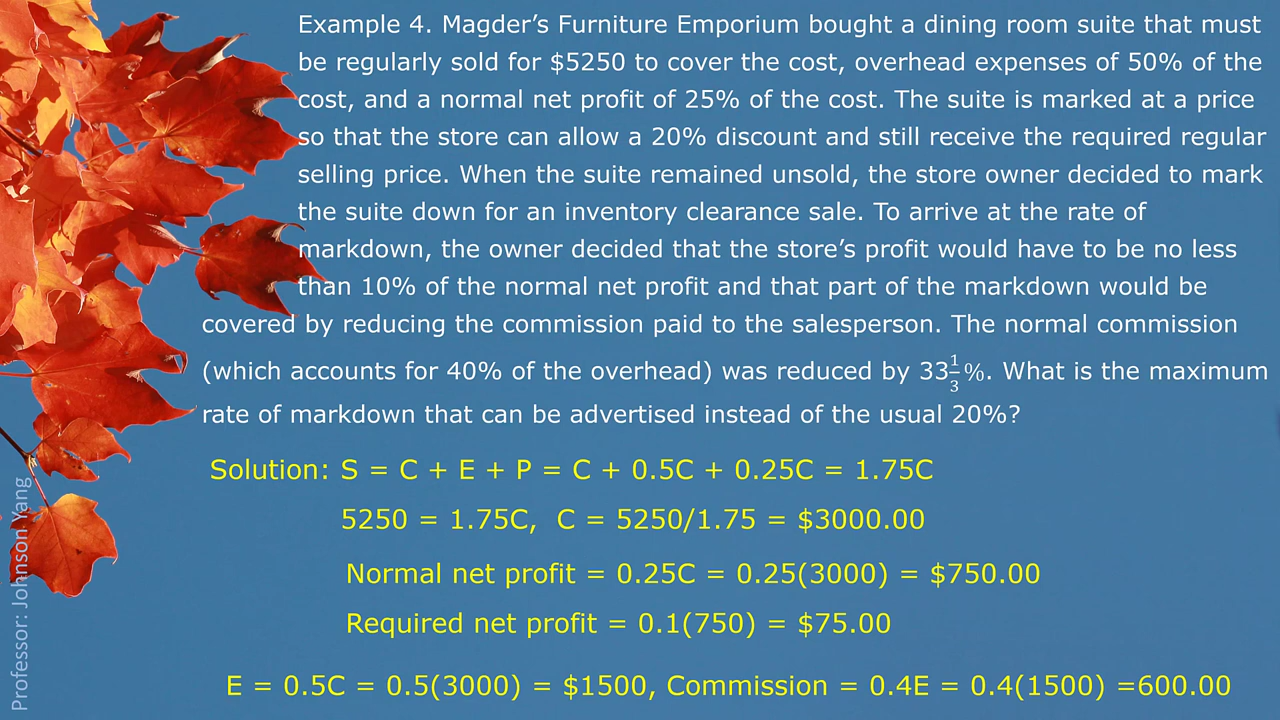 Example 4. Magder’s Furniture Emporium bought a dining room suite that must
be regularly sold for $5250 to cover the cost, overhead expenses of 50% of the
cost, and a normal net profit of 25% of the cost. The suite is marked at a price
so that the store can allow a 20% discount and still receive the required regular
selling price. When the suite remained unsold, the store owner decided to mark
the suite down for an inventory clearance sale. To arrive at the rate of
markdown, the owner decided that the store’s profit would have to be no less
than 10% of the normal net profit and that part of the markdown would be
covered by reducing the commission paid to the salesperson. The normal commission
(which accounts for 40% of the overhead) was reduced by 33 1/3 %. What is the maximum
rate of markdown that can be advertised instead of the usual 20%?
Solution: S = C + E + P = C + 0.5C + 0.25C = 1.75C
5250 = 1.75C, C = 5250/1.75 = $3000.00
Normal net profit = 0.25C = 0.25(3000) = $750.00
Required net profit = 0.1(750) = $75.00
E = 0.5C = 0.5(3000) = $1500, Commission = 0.4E = 0.4(1500) =600.00
Professor: Johnson Yang